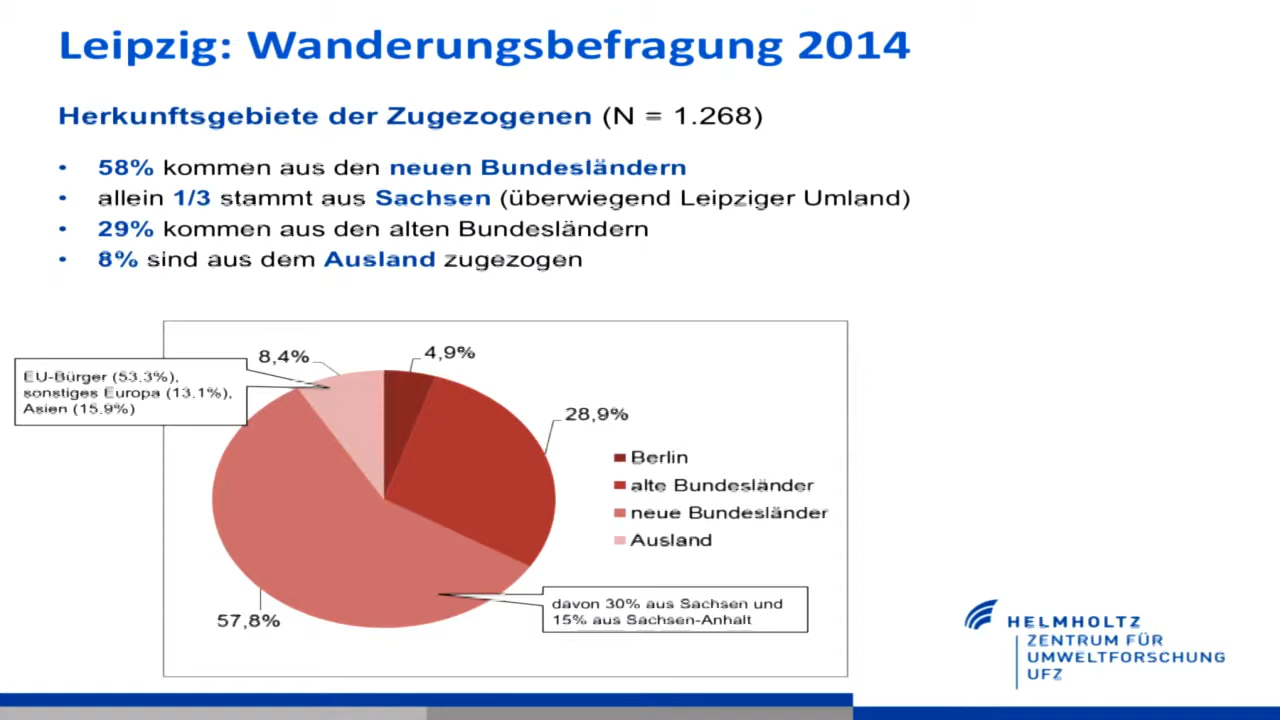 Leipzig: Wanderungsbefragung 2014
Herkunftsgebiete der Zugezogenen (N = 1.268)
• 58% kommen aus den neuen Bundesländern
• allein 1/3 stammt aus Sachsen (überwiegend Leipziger Umland)
• 29% kommen aus den alten Bundesländern
• 8% sind aus dem Ausland zugezogen
8,4%
4,9%
EU-Bürger (53.3%),
sonstiges Europa (13.1%),
Asien (15.9%)
28,9%
Berlin
alte Bundesländer
neue Bundesländer
Ausland
57,8%
davon 30% aus Sachsen und
15% aus Sachsen-Anhalt
HELMHOLTZ
ZENTRUM FÜR
UMWELTFORSCHUNG
UFZ